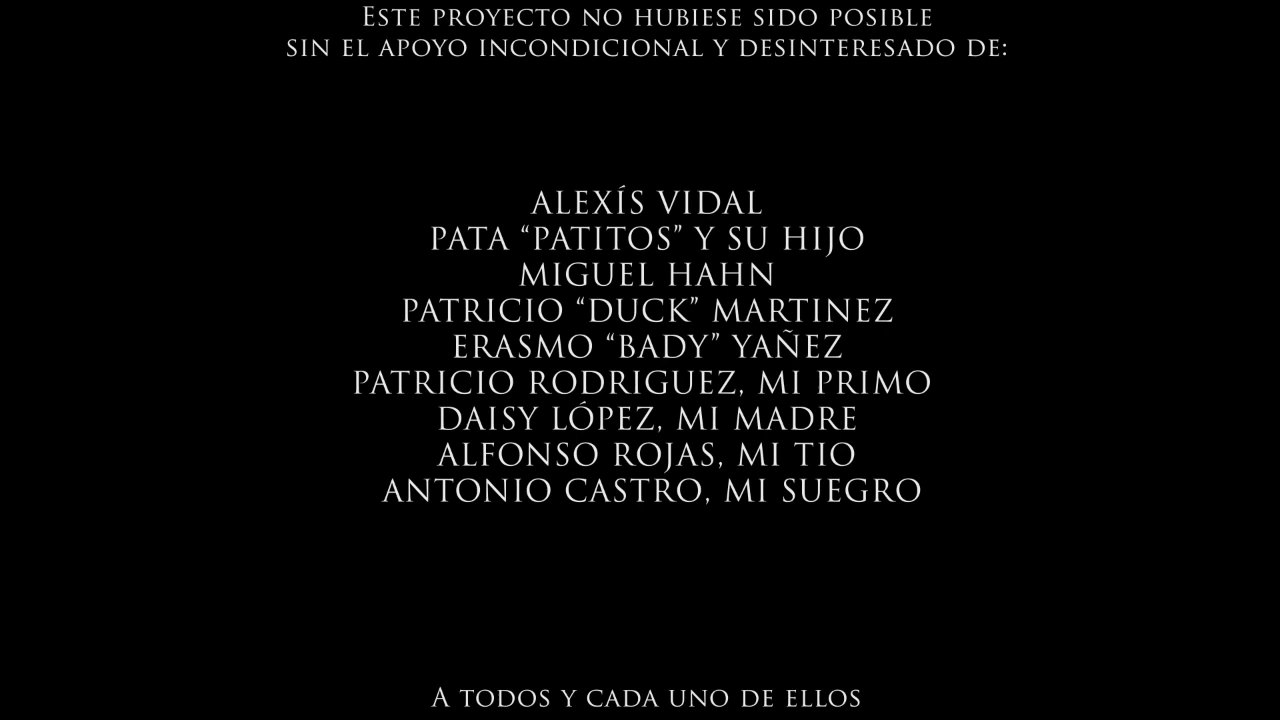 Este proyecto no hubiese sido posible
sin el apoyo incondicional y desinteresado de:
ALEXÍS VIDAL
PATA “PATITOS” Y SU HIJO
MIGUEL HAHN
PATRICIO “DUCK” MARTINEZ
ERASMO “BADY” YAÑEZ
PATRICIO RODRIGUEZ, MI PRIMO
DAISY LÓPEZ, MI MADRE
ALFONSO ROJAS, MI TIO
ANTONIO CASTRO, MI SUEGRO
A todos y cada uno de ellos